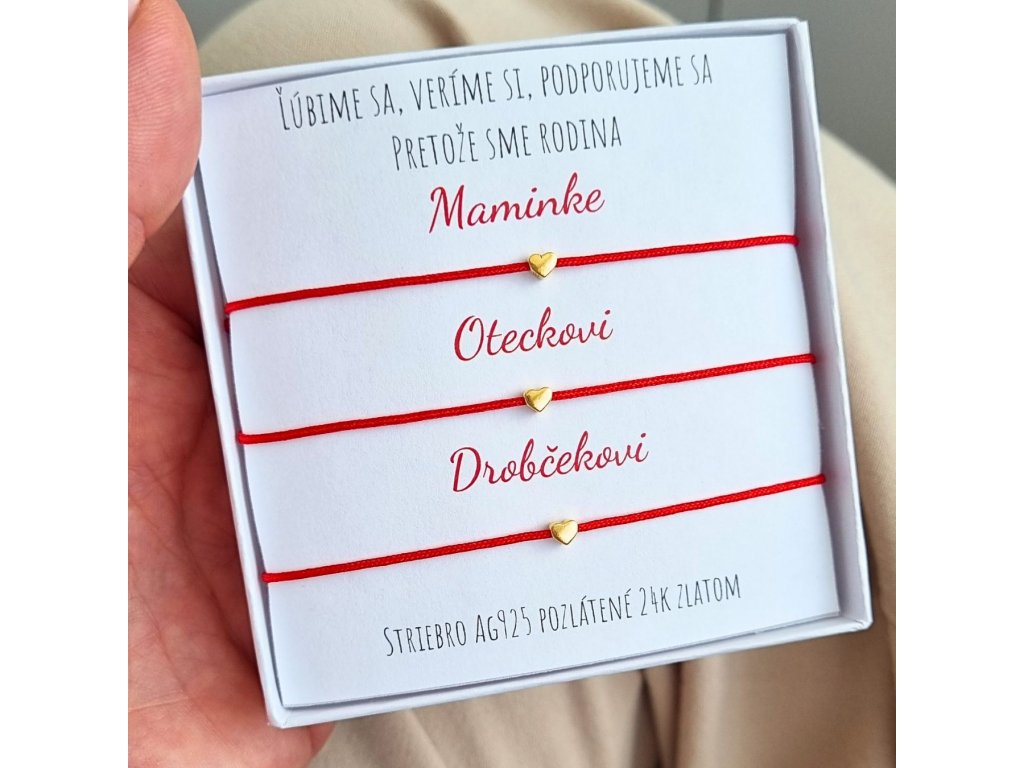 Ľúbime sa, veríme si, podporujeme sa
Pretože sme rodina
Maminke
Oteckovi
Drobčekovi
Striebro Ag925 pozlátené 24k zlatom